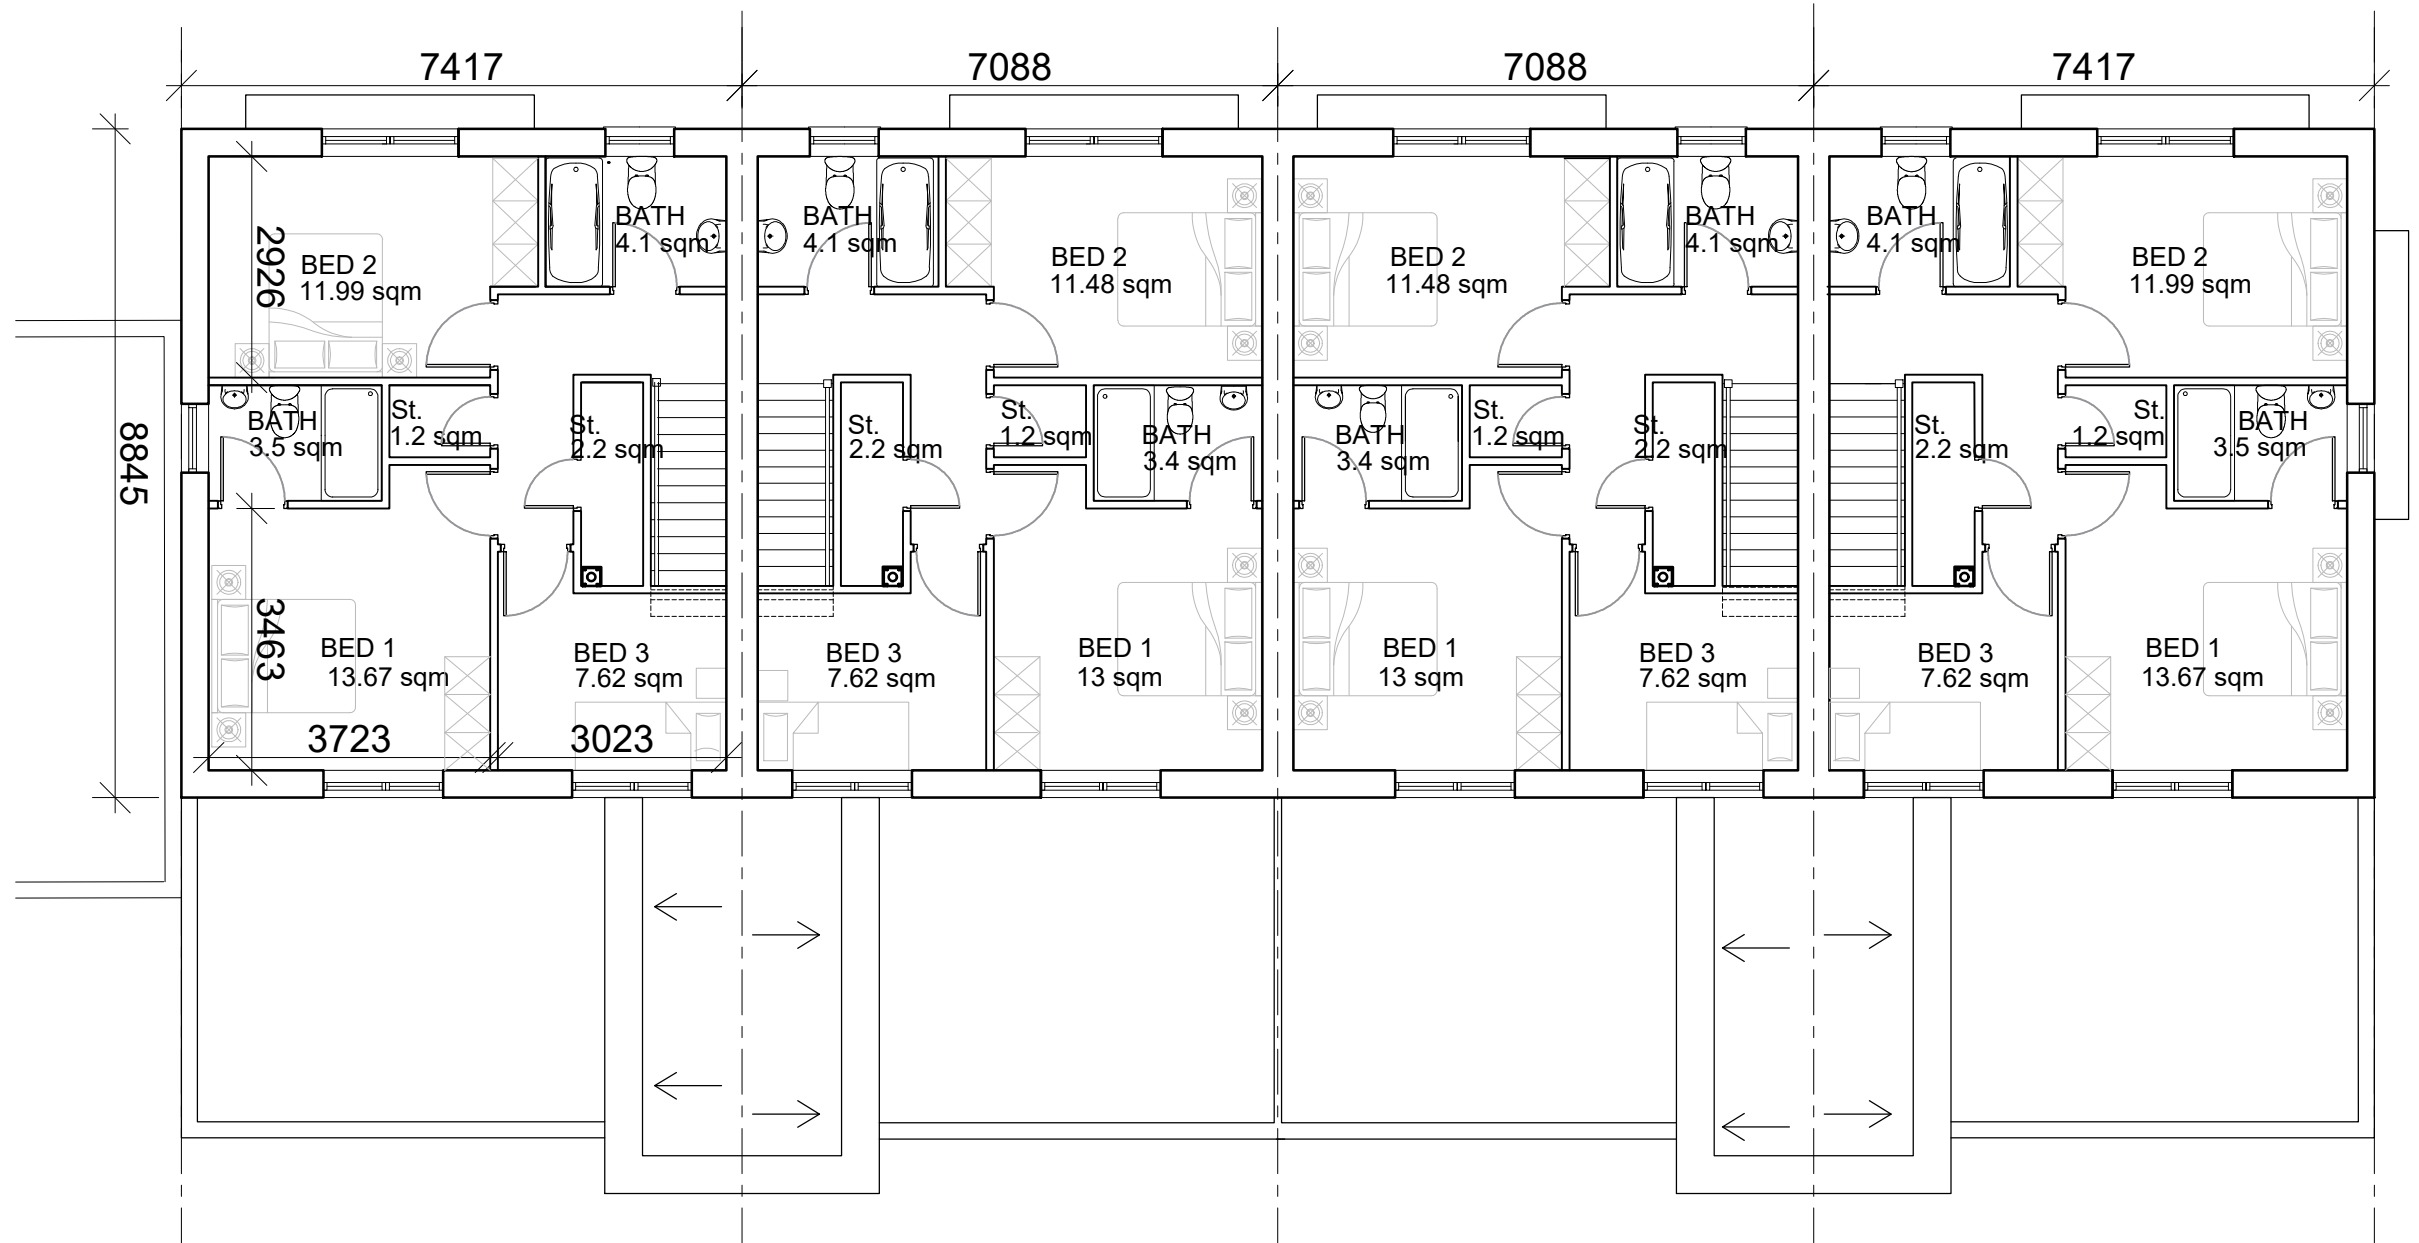 7417
7088
7088
7417
2926
8845
3463
3723
3023
BED 2
11.99 sqm
BATH
4.1 sqm
BATH
4.1 sqm
BED 2
11.48 sqm
BED 2
11.48 sqm
BATH
4.1 sqm
BATH
4.1 sqm
BED 2
11.99 sqm
BATH
3.5 sqm
St.
1.2 sqm
St.
2.2 sqm
St.
2.2 sqm
St.
1.2 sqm
BATH
3.4 sqm
BATH
3.4 sqm
St.
1.2 sqm
St.
2.2 sqm
St.
2.2 sqm
St.
1.2 sqm
BATH
3.5 sqm
BED 1
13.67 sqm
BED 3
7.62 sqm
BED 3
7.62 sqm
BED 1
13 sqm
BED 1
13 sqm
BED 3
7.62 sqm
BED 3
7.62 sqm
BED 1
13.67 sqm